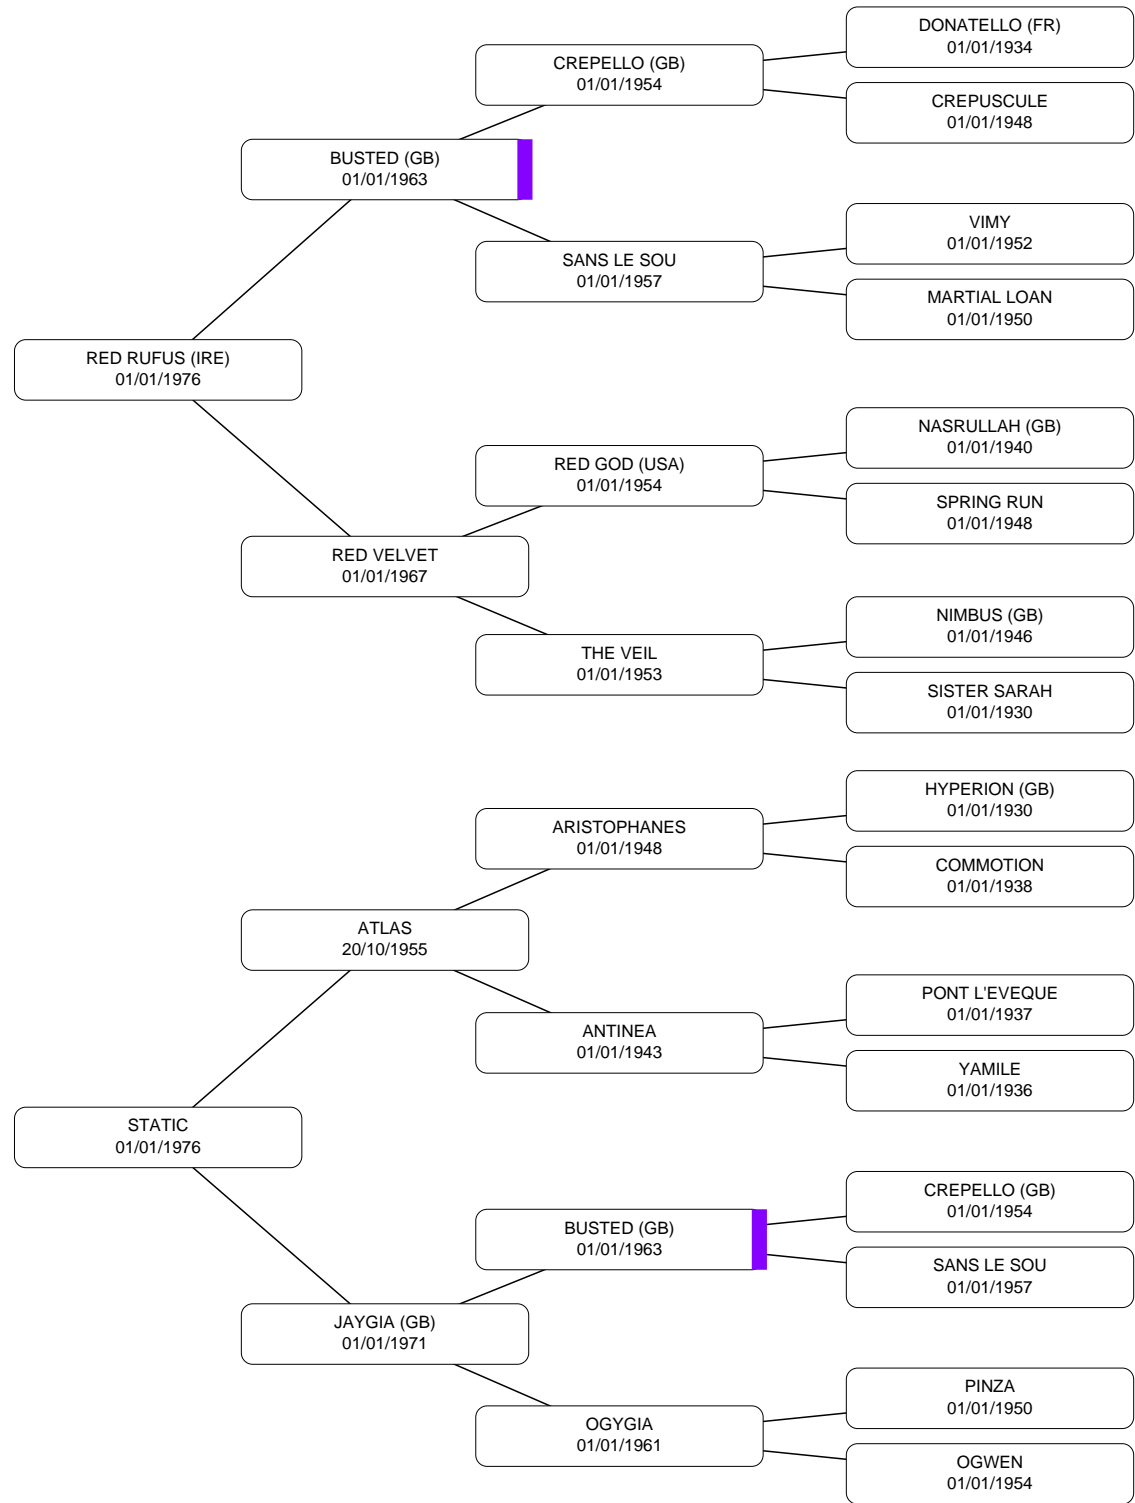 DONATELLO (FR)
01/01/1934
CREPELLO (GB)
01/01/1954
CREPUSCULE
01/01/1948
BUSTED (GB)
01/01/1963
VIMY
01/01/1952
SANS LE SOU
01/01/1957
MARTIAL LOAN
01/01/1950
RED RUFUS (IRE)
01/01/1976
NASRULLAH (GB)
01/01/1940
RED GOD (USA)
01/01/1954
SPRING RUN
01/01/1948
RED VELVET
01/01/1967
NIMBUS (GB)
01/01/1946
THE VEIL
01/01/1953
SISTER SARAH
01/01/1930
HYPERION (GB)
01/01/1930
ARISTOPHANES
01/01/1948
COMMOTION
01/01/1938
ATLAS
20/10/1955
PONT L'EVEQUE
01/01/1937
ANTINEA
01/01/1943
YAMILE
01/01/1936
STATIC
01/01/1976
CREPELLO (GB)
01/01/1954
BUSTED (GB)
01/01/1963
SANS LE SOU
01/01/1957
JAYGIA (GB)
01/01/1971
PINZA
01/01/1950
OGYGIA
01/01/1961
OGWEN
01/01/1954